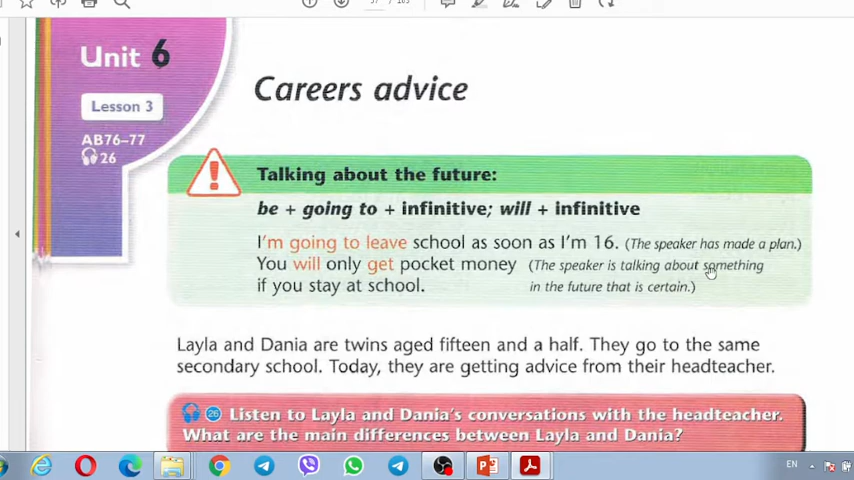 Unit 6
Lesson 3
AB76–77
26
Careers advice
Talking about the future:
be + going to + infinitive; will + infinitive
I'm going to leave school as soon as I'm 16. (The speaker has made a plan.)
You will only get pocket money (The speaker is talking about something
if you stay at school. in the future that is certain.)
Layla and Dania are twins aged fifteen and a half. They go to the same
secondary school. Today, they are getting advice from their headteacher.
26 Listen to Layla and Dania's conversations with the headteacher.
What are the main differences between Layla and Dania?
EN